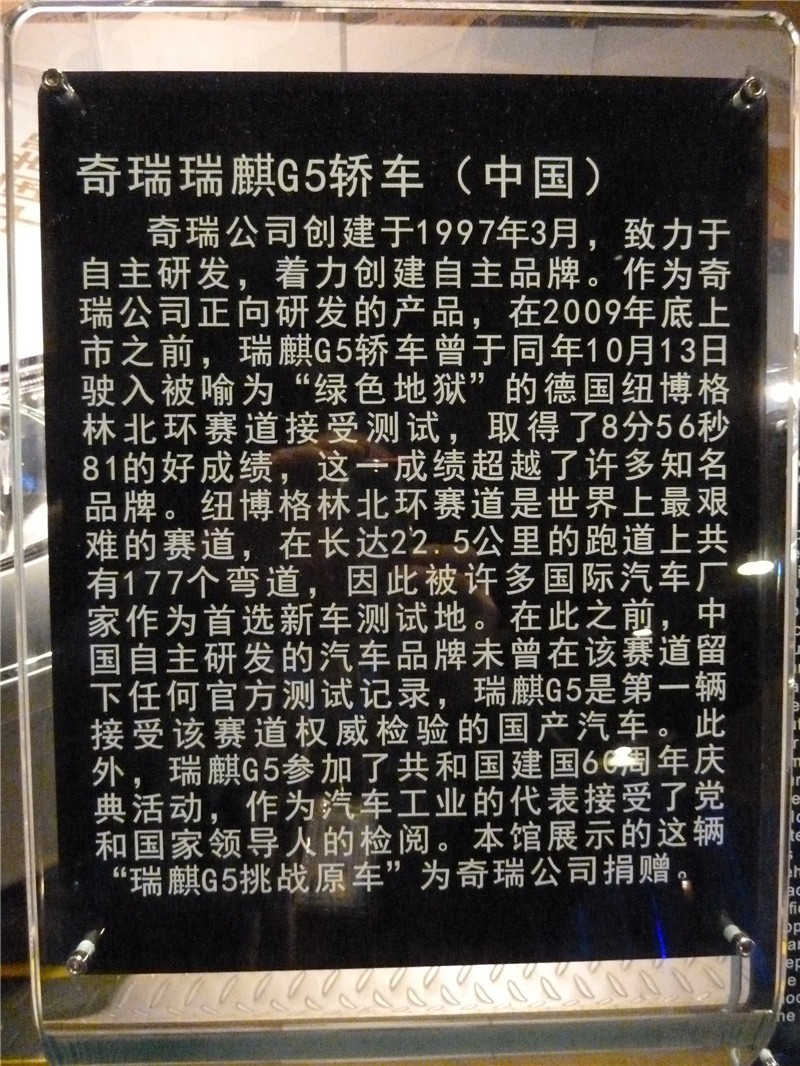 奇瑞瑞麒G5轿车（中国）
奇瑞公司创建于1997年3月，致力于
自主研发，着力创建自主品牌。作为奇
瑞公司正向研发的产品，在2009年底上
市之前，瑞麒G5轿车曾于同年10月13日
驶入被喻为“绿色地狱”的德国纽博格
林北环赛道接受测试，取得了8分56秒
81的好成绩，这一成绩超越了许多知名
品牌。纽博格林北环赛道是世界上最艰
难的赛道，在长达22.5公里的跑道上共
有177个弯道，因此被许多国际汽车厂
家作为首选新车测试地。在此之前，中
国自主研发的汽车品牌未曾在该赛道留
下任何官方测试记录，瑞麒G5是第一辆
接受该赛道权威检验的国产汽车。此
外，瑞麒G5参加了共和国建国60周年庆
典活动，作为汽车工业的代表接受了党
和国家领导人的检阅。本馆展示的这辆
“瑞麒G5挑战原车”为奇瑞公司捐赠。